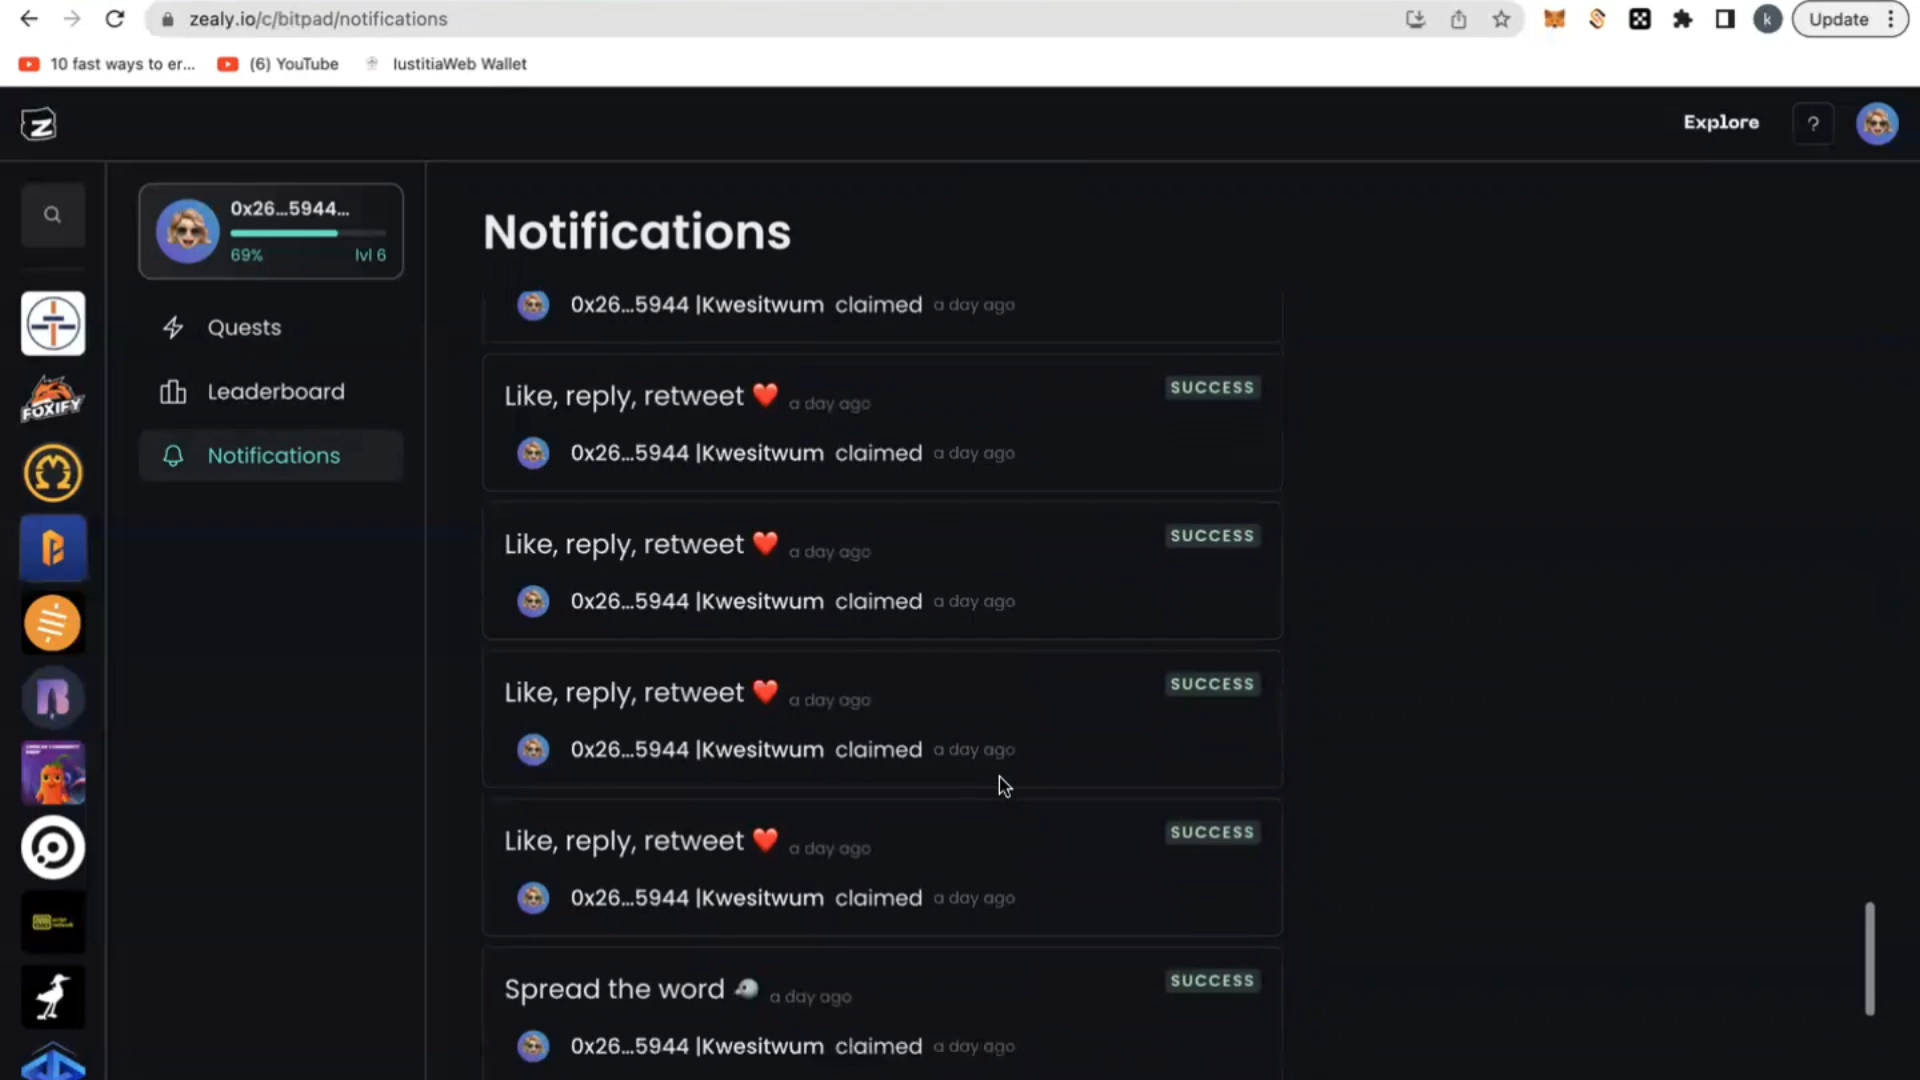 zealy.io/c/bitpad/notifications
k
Update
10 fast ways to er...
(6) YouTube
IustitiaWeb Wallet
Explore
?
0x26...5944...
69%
lvl 6
Quests
Leaderboard
Notifications
FOXIFY
Notifications
0x26...5944 |Kwesitwum claimed a day ago
Like, reply, retweet ❤️ a day ago
SUCCESS
0x26...5944 |Kwesitwum claimed a day ago
Like, reply, retweet ❤️ a day ago
SUCCESS
0x26...5944 |Kwesitwum claimed a day ago
Like, reply, retweet ❤️ a day ago
SUCCESS
0x26...5944 |Kwesitwum claimed a day ago
Like, reply, retweet ❤️ a day ago
SUCCESS
0x26...5944 |Kwesitwum claimed a day ago
Spread the word a day ago
SUCCESS
0x26...5944 |Kwesitwum claimed a day ago